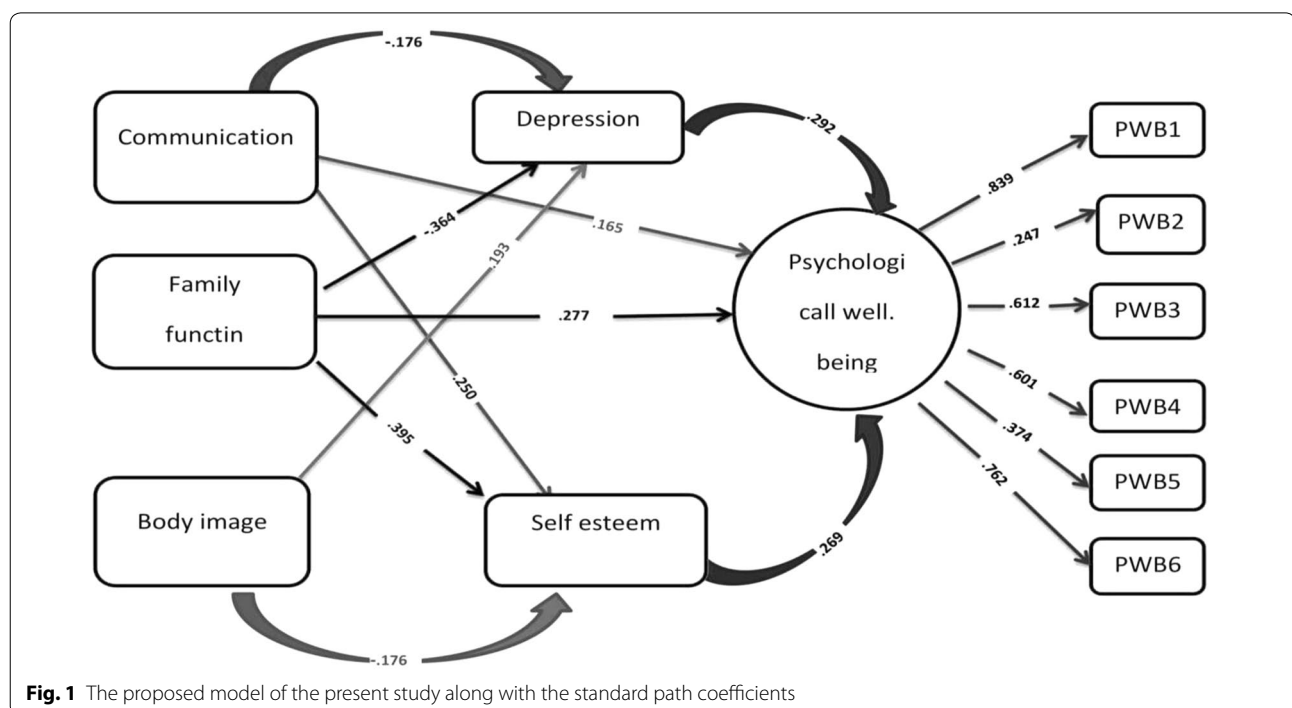 -.176
Communication
Depression
.292
PWB1
.839
PWB2
.247
-.364
.165
.193
Family
functin
Psychologi
call well.
being
.277
.612
PWB3
.601
PWB4
.250
.395
.374
PWB5
.762
Body image
Self esteem
.269
PWB6
-.176
Fig. 1 The proposed model of the present study along with the standard path coefficients